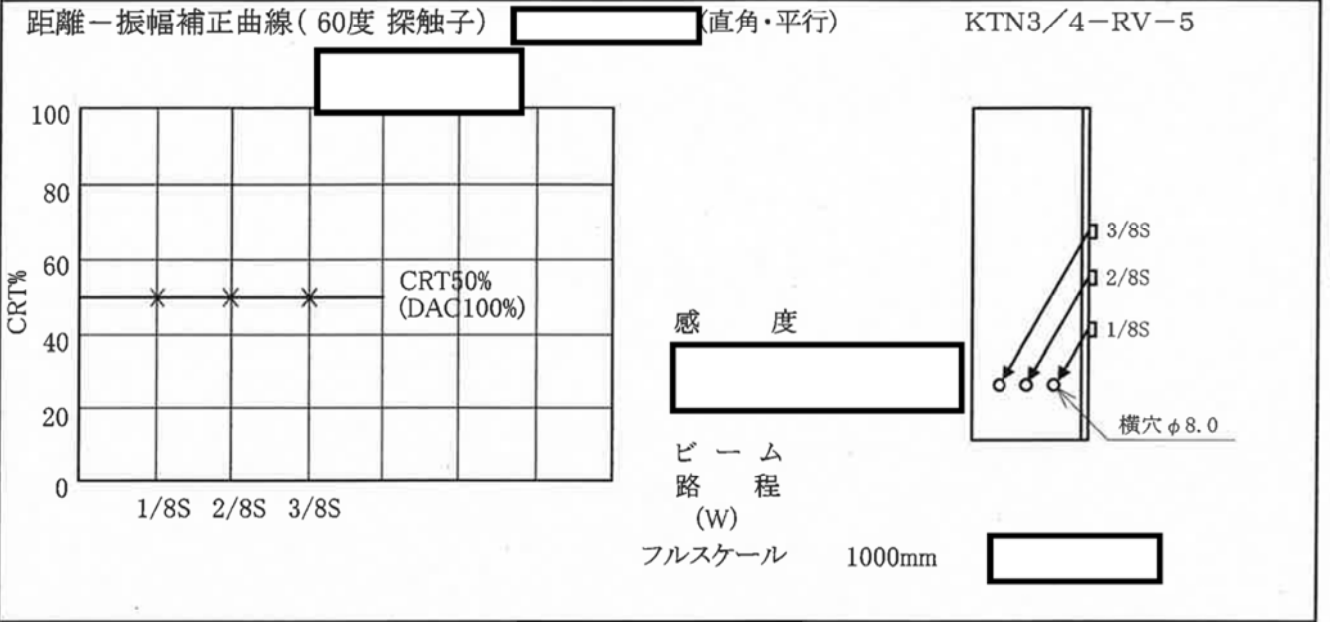 距離－振幅補正曲線( 60度 探触子) (直角・平行) KTN3／4－RV－5
100
80
60
40
20
0
CRT%
CRT50%
(DAC100%)
1/8S 2/8S 3/8S
感 度
ビ ー ム
路 程
(W)
フルスケール 1000mm
3/8S
2/8S
1/8S
横穴φ8.0